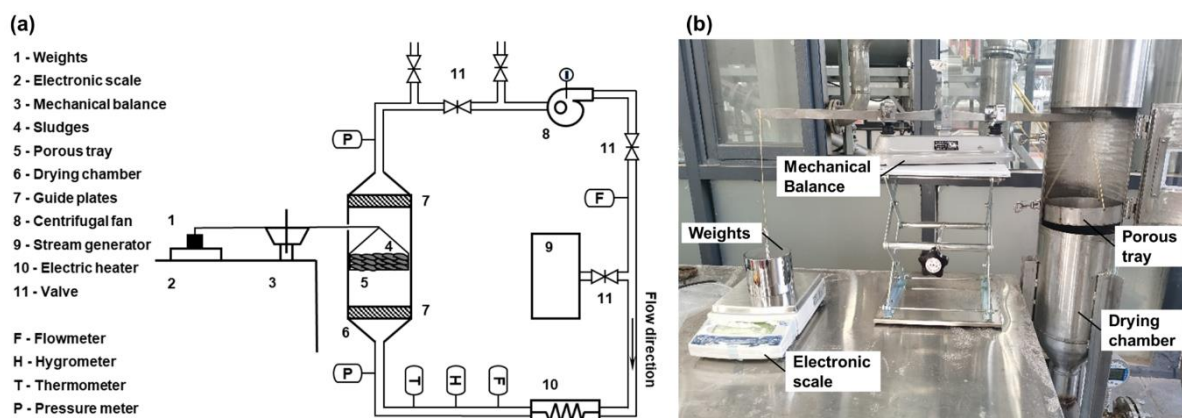 (a)
1 - Weights
2 - Electronic scale
3 - Mechanical balance
4 - Sludges
5 - Porous tray
6 - Drying chamber
7 - Guide plates
8 - Centrifugal fan
9 - Stream generator
10 - Electric heater
11 - Valve
F - Flowmeter
H - Hygrometer
T - Thermometer
P - Pressure meter
11
8
11
P
F
7
1
4
9
5
2
3
11
7
6
Flow direction
P
T
H
F
10
(b)
Mechanical
Balance
Weights
Porous
tray
Drying
chamber
Electronic
scale